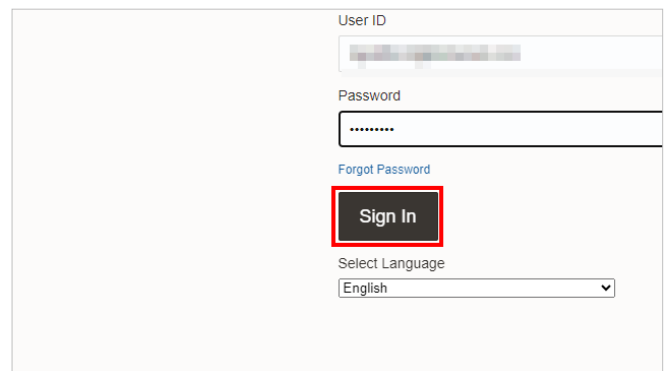 User ID
Password
•••••••••
Forgot Password
Sign In
Select Language
English